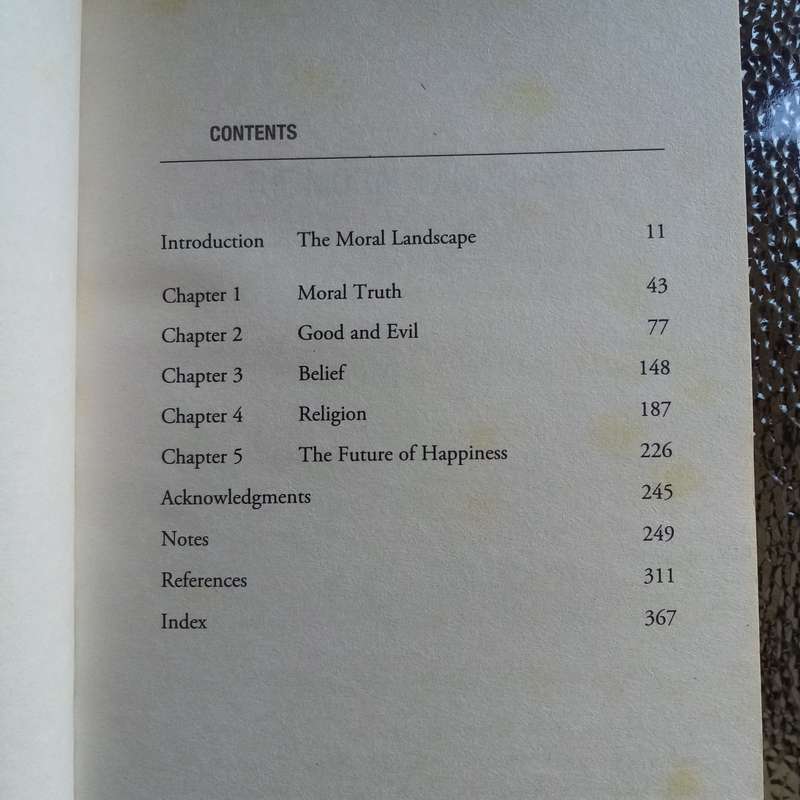 CONTENTS
Introduction The Moral Landscape 11
Chapter 1 Moral Truth 43
Chapter 2 Good and Evil 77
Chapter 3 Belief 148
Chapter 4 Religion 187
Chapter 5 The Future of Happiness 226
Acknowledgments 245
Notes 249
References 311
Index 367